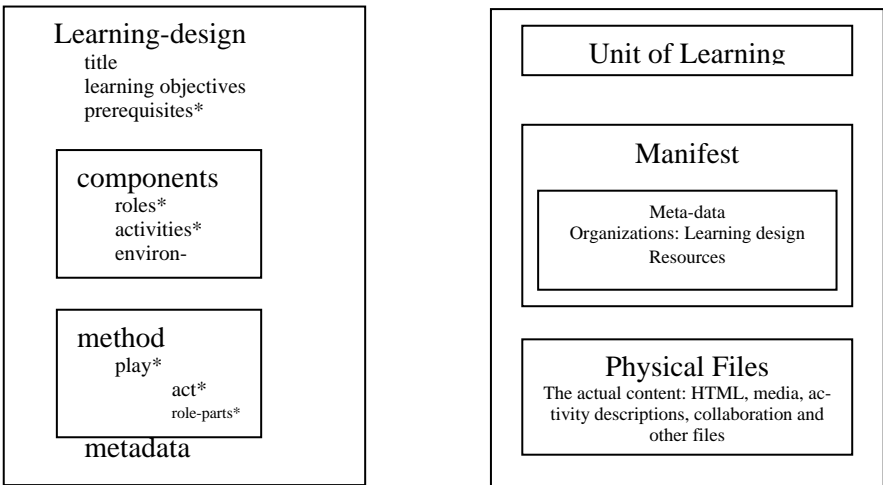 Learning-design
title
learning objectives
prerequisites*
components
roles*
activities*
environ-
method
play*
act*
role-parts*
metadata
Unit of Learning
Manifest
Meta-data
Organizations: Learning design
Resources
Physical Files
The actual content: HTML, media, ac-
tivity descriptions, collaboration and
other files